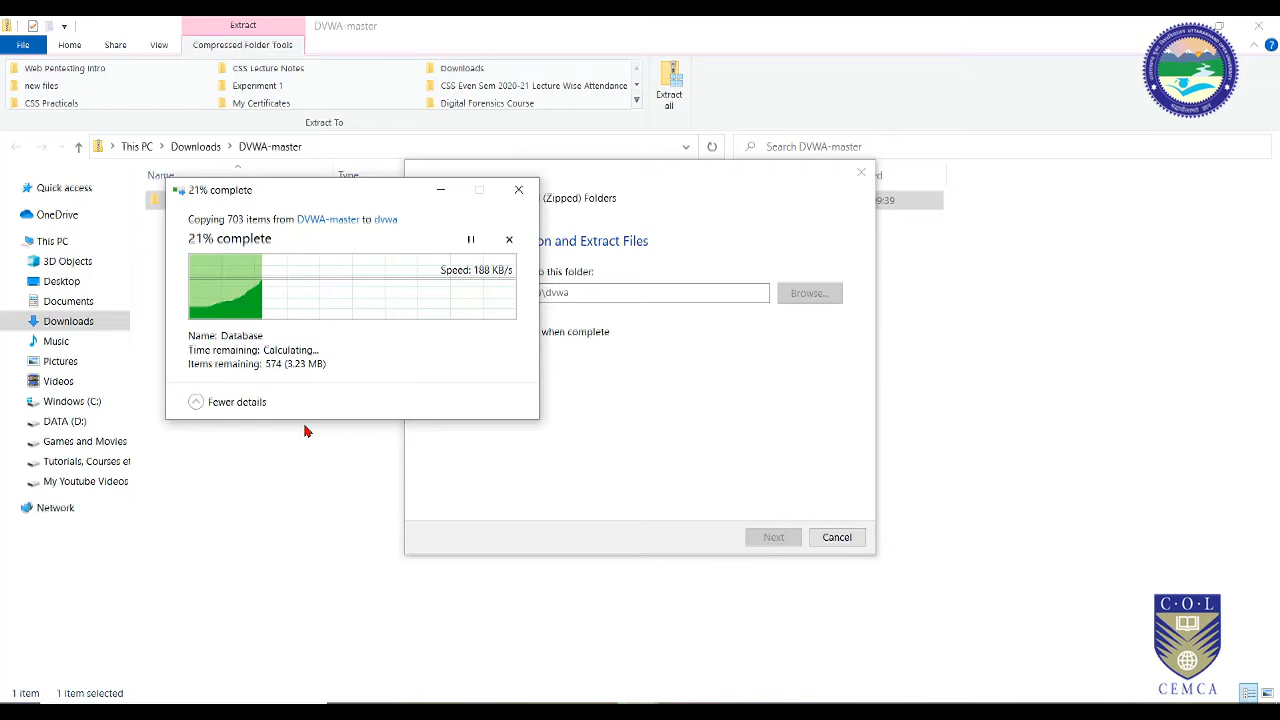 Extract
DVWA-master
File
Home
Share
View
Compressed Folder Tools
Web Pentesting Intro
CSS Lecture Notes
Downloads
new files
Experiment 1
CSS Even Sem 2020-21 Lecture Wise Attendance
CSS Practicals
My Certificates
Digital Forensics Course
Extract
all
Extract To
This PC
Downloads
DVWA-master
Search DVWA-master
Name
Type
Quick access
OneDrive
This PC
3D Objects
Desktop
Documents
Downloads
Music
Pictures
Videos
Windows (C:)
DATA (D:)
Games and Movies
Tutorials, Courses et
My Youtube Videos
Network
21% complete
Copying 703 items from DVWA-master to dvwa
21% complete
Speed: 188 KB/s
Name: Database
Time remaining: Calculating...
Items remaining: 574 (3.23 MB)
Fewer details
(Zipped) Folders
on and Extract Files
this folder:
\dvwa
Browse...
when complete
Next
Cancel
1 item
1 item selected
C·O·L
CEMCA